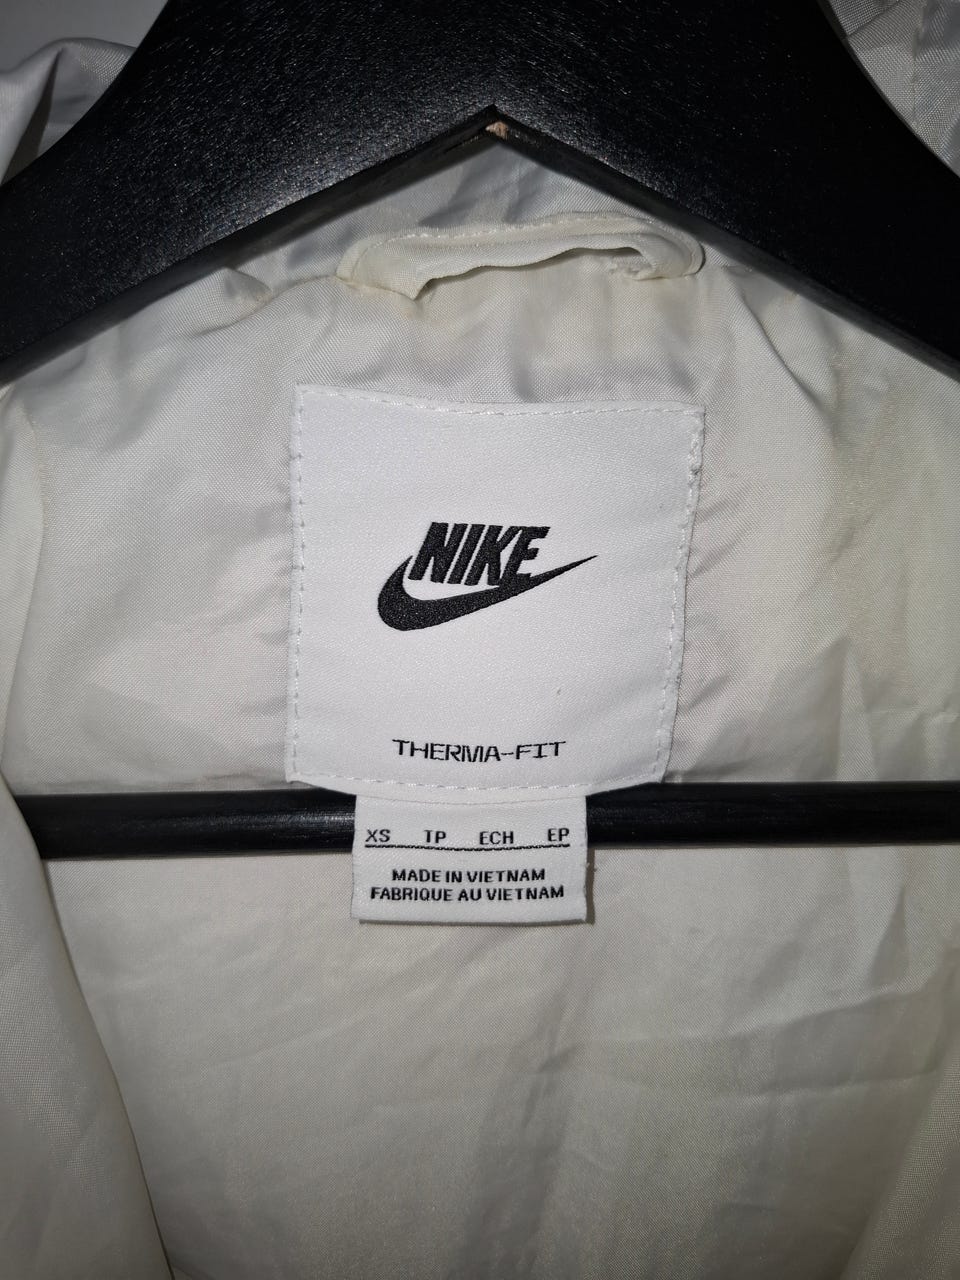 NIKE
THERMA-FIT
XS TP ECH EP
MADE IN VIETNAM
FABRIQUE AU VIETNAM